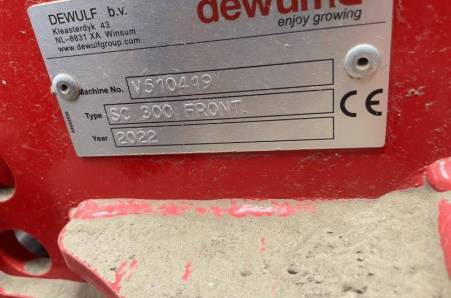 DEWULF b.v.
Kleasterdyk 43
NL-8831 XA Winsum
www.dewulfgroup.com
dewulf
enjoy growing
Machine No. V510449
Type SC 300 FRONT.
Year 2022
CE